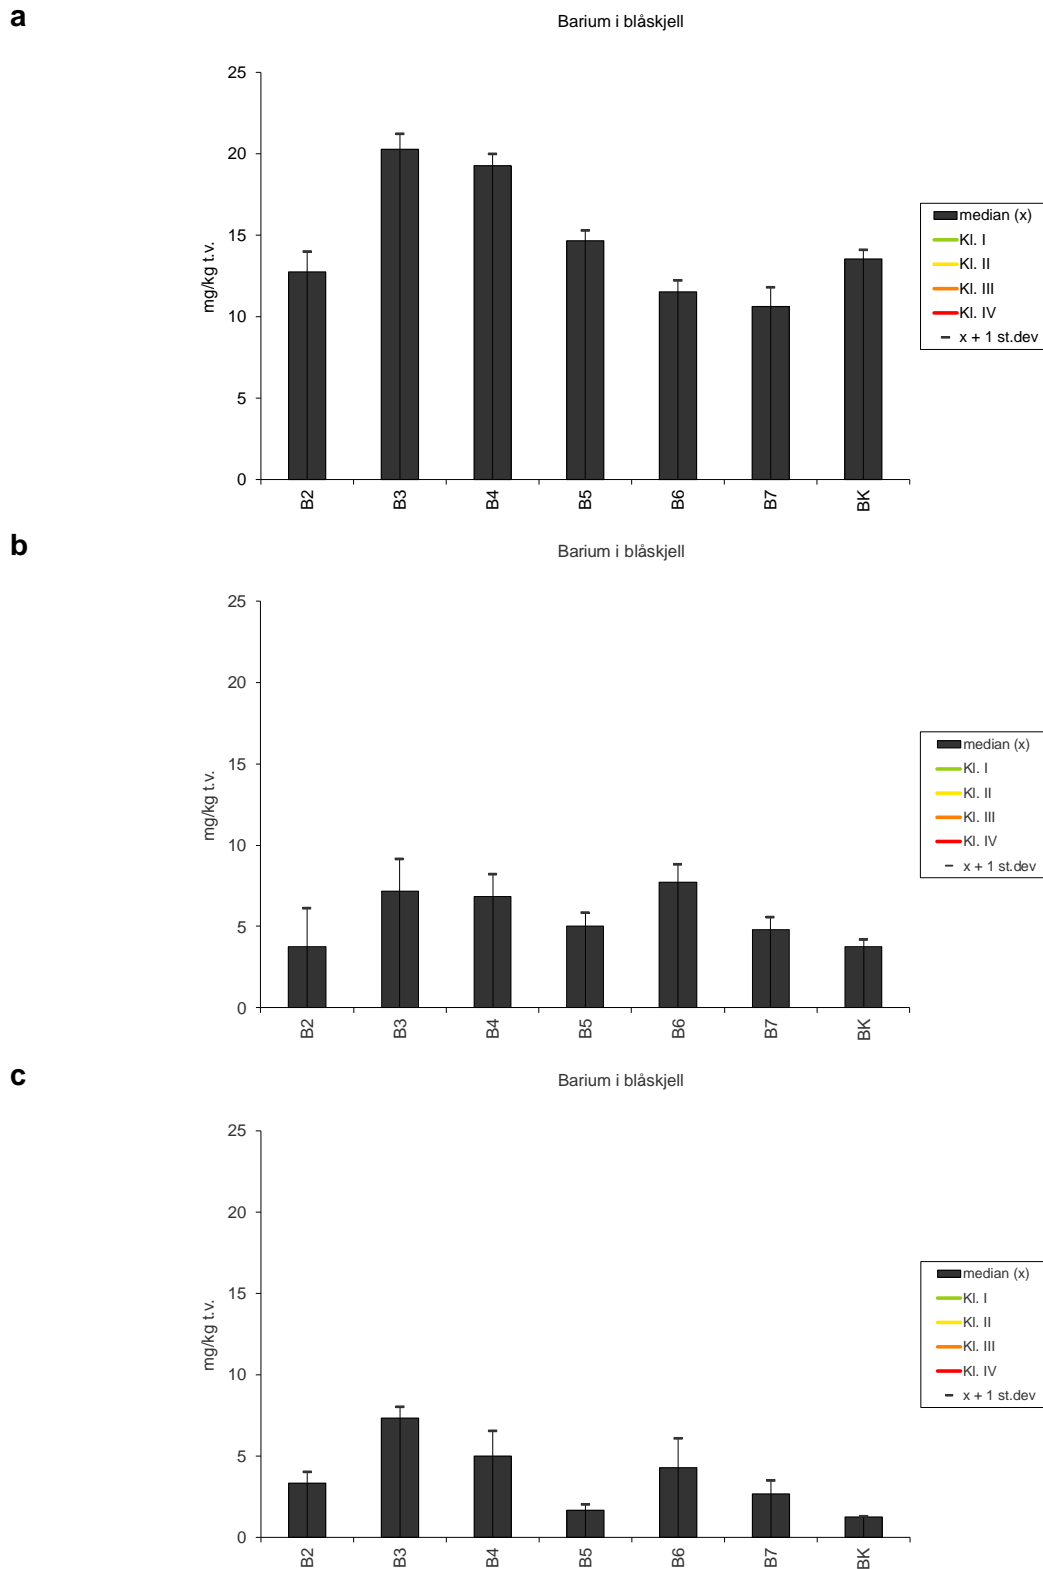 a
Barium i blåskjell
25
20
15
10
5
0
mg/kg t.v.
B2 B3 B4 B5 B6 B7 BK
median (x)
Kl. I
Kl. II
Kl. III
Kl. IV
x + 1 st.dev
b
Barium i blåskjell
25
20
15
10
5
0
mg/kg t.v.
B2 B3 B4 B5 B6 B7 BK
median (x)
Kl. I
Kl. II
Kl. III
Kl. IV
x + 1 st.dev
c
Barium i blåskjell
25
20
15
10
5
0
mg/kg t.v.
B2 B3 B4 B5 B6 B7 BK
median (x)
Kl. I
Kl. II
Kl. III
Kl. IV
x + 1 st.dev